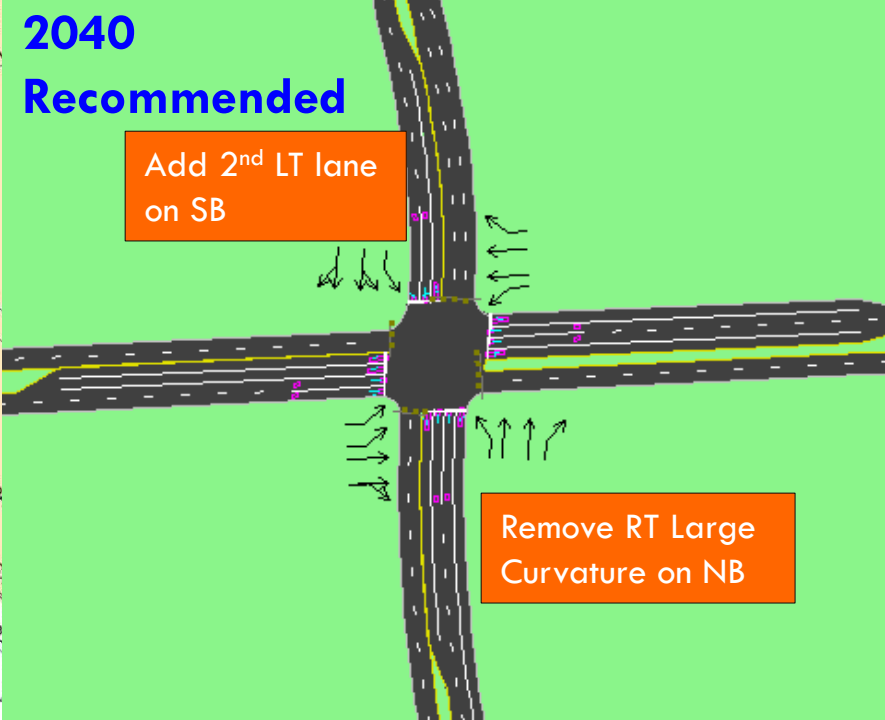 2040
Recommended
Add 2nd LT lane
on SB
Remove RT Large
Curvature on NB